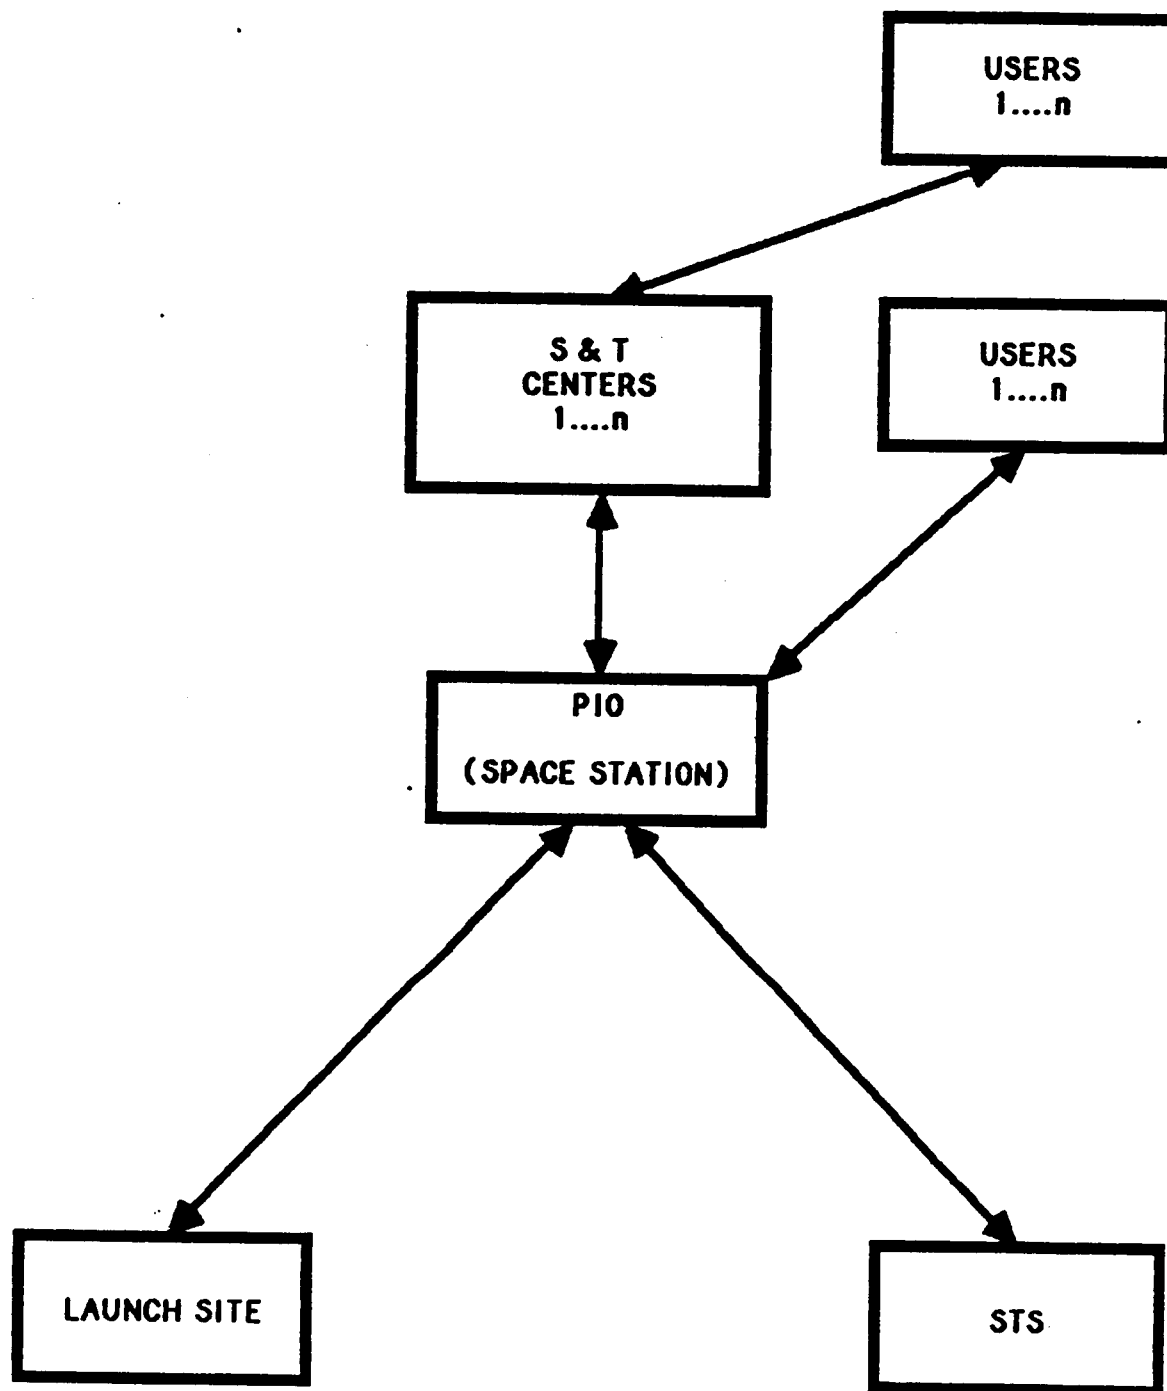 USERS
1....n
S & T
CENTERS
1....n
USERS
1....n
PIO
(SPACE STATION)
LAUNCH SITE
STS